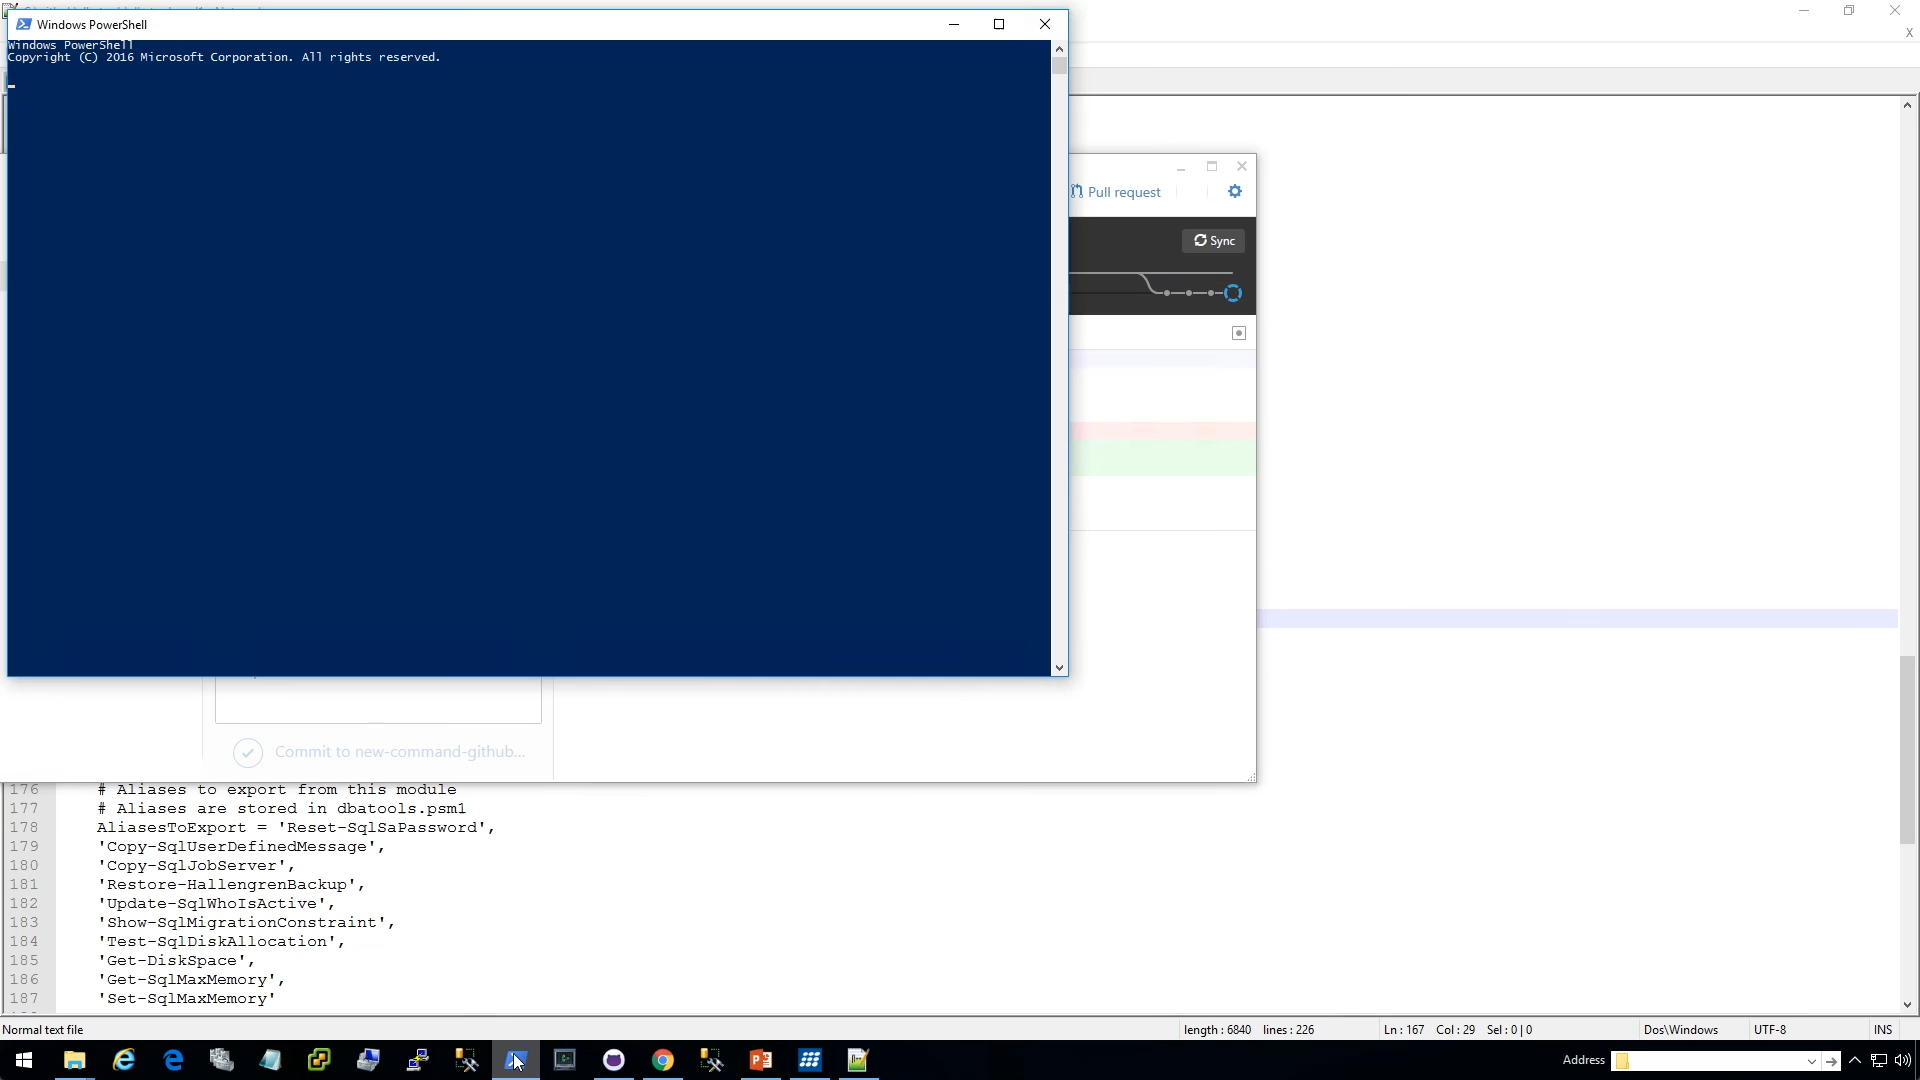 Windows PowerShell
X
Windows PowerShell
Copyright (C) 2016 Microsoft Corporation. All rights reserved.
Pull request
Sync
Commit to new-command-github...
176 # Aliases to export from this module
177 # Aliases are stored in dbatools.psm1
178 AliasesToExport = 'Reset-SqlSaPassword',
179 'Copy-SqlUserDefinedMessage',
180 'Copy-SqlJobServer',
181 'Restore-HallengrenBackup',
182 'Update-SqlWhoIsActive',
183 'Show-SqlMigrationConstraint',
184 'Test-SqlDiskAllocation',
185 'Get-DiskSpace',
186 'Get-SqlMaxMemory',
187 'Set-SqlMaxMemory'
Normal text file length : 6840 lines : 226 Ln : 167 Col : 29 Sel : 0 | 0 Dos\Windows UTF-8 INS
Address